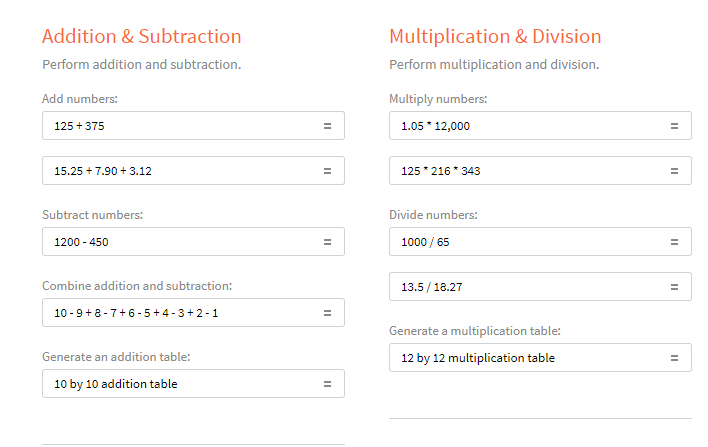 Addition & Subtraction
Perform addition and subtraction.
Add numbers:
125 + 375 =
15.25 + 7.90 + 3.12 =
Subtract numbers:
1200 - 450 =
Combine addition and subtraction:
10 - 9 + 8 - 7 + 6 - 5 + 4 - 3 + 2 - 1 =
Generate an addition table:
10 by 10 addition table =
Multiplication & Division
Perform multiplication and division.
Multiply numbers:
1.05 * 12,000 =
125 * 216 * 343 =
Divide numbers:
1000 / 65 =
13.5 / 18.27 =
Generate a multiplication table:
12 by 12 multiplication table =